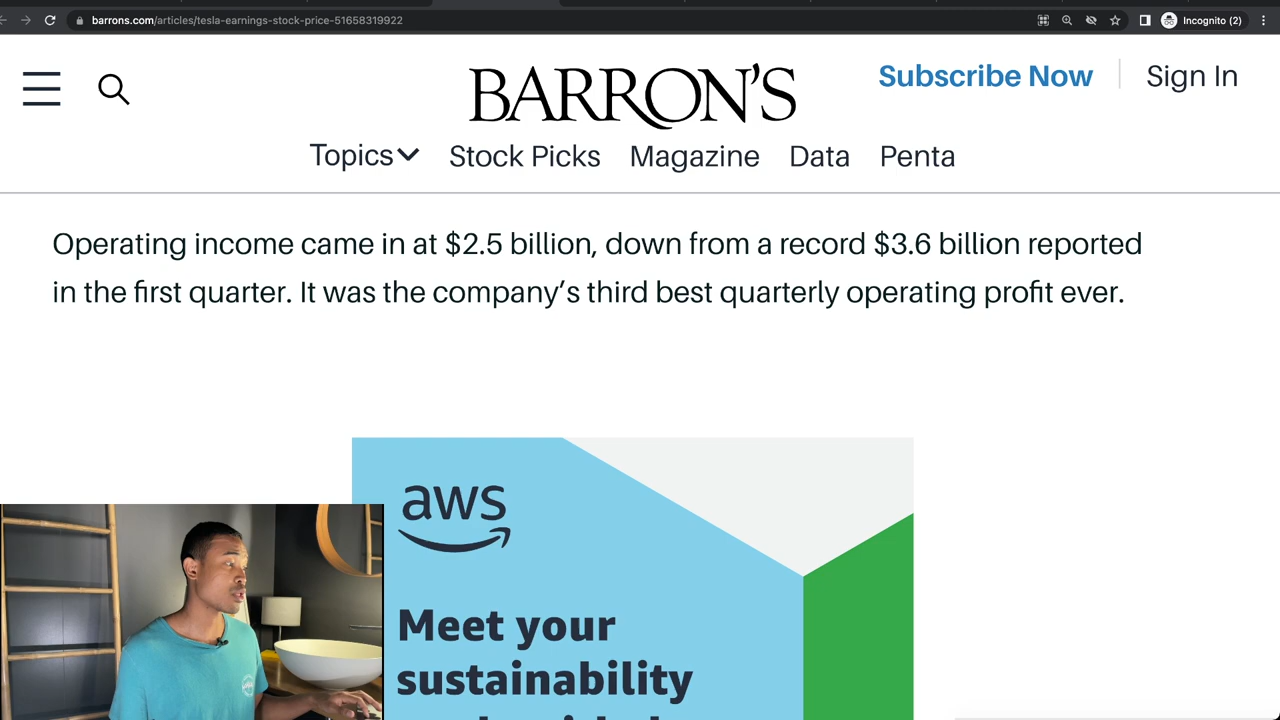 barrons.com/articles/tesla-earnings-stock-price-51658319922
Incognito (2)
BARRON'S
Subscribe Now
Sign In
Topics Stock Picks Magazine Data Penta
Operating income came in at $2.5 billion, down from a record $3.6 billion reported
in the first quarter. It was the company’s third best quarterly operating profit ever.
aws
Meet your
sustainability